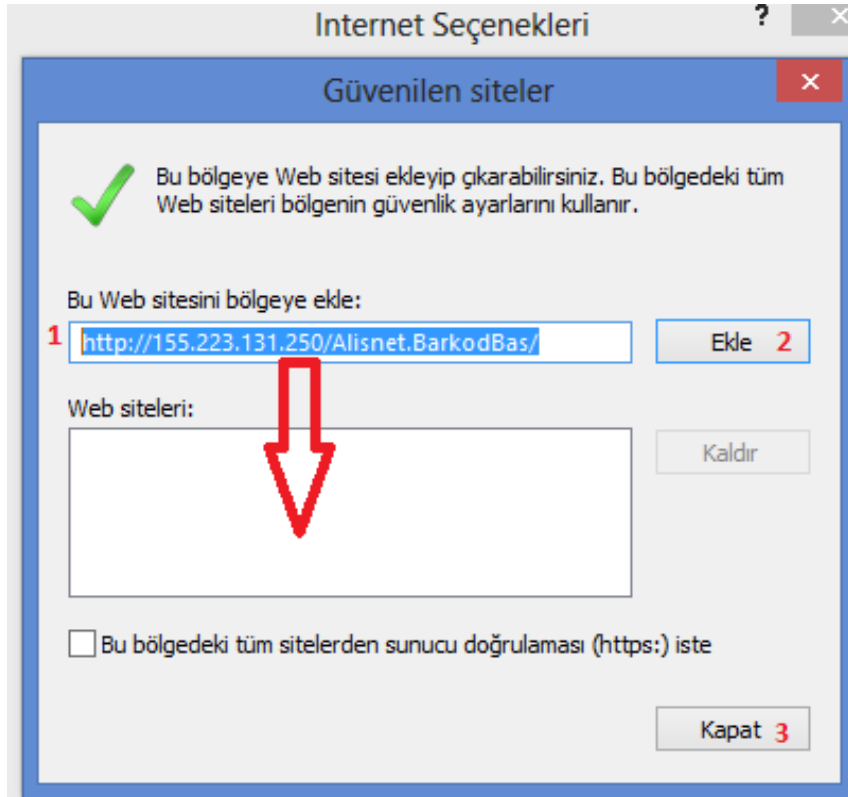 Internet Seçenekleri ?
Güvenilen siteler
Bu bölgeye Web sitesi ekleyip çıkarabilirsiniz. Bu bölgedeki tüm
Web siteleri bölgenin güvenlik ayarlarını kullanır.
Bu Web sitesini bölgeye ekle:
1 http://155.223.131.250/Alisnet.BarkodBas/ Ekle 2
Web siteleri:
Kaldır
Bu bölgedeki tüm sitelerden sunucu doğrulaması (https:) iste
Kapat 3